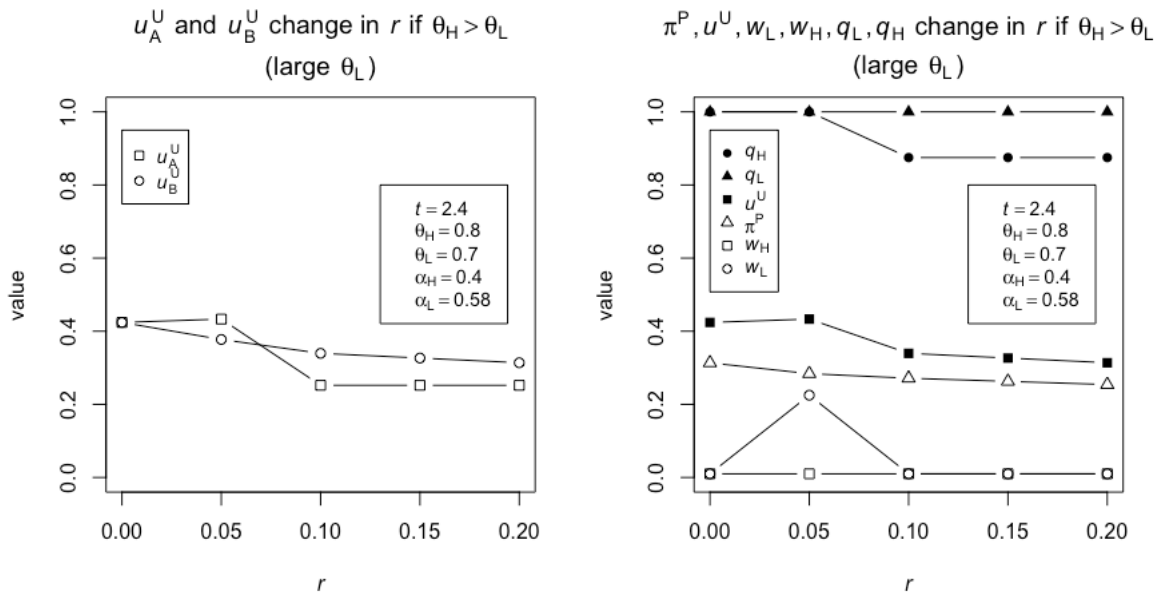 u_A^U and u_B^U change in r if θ_H > θ_L
(large θ_L)
value
1.0
0.8
0.6
0.4
0.2
0.0
u_A^U
u_B^U
t = 2.4
θ_H = 0.8
θ_L = 0.7
α_H = 0.4
α_L = 0.58
0.00 0.05 0.10 0.15 0.20
r
π^P, u^U, w_L, w_H, q_L, q_H change in r if θ_H > θ_L
(large θ_L)
value
1.0
0.8
0.6
0.4
0.2
0.0
q_H
q_L
u^U
π^P
w_H
w_L
t = 2.4
θ_H = 0.8
θ_L = 0.7
α_H = 0.4
α_L = 0.58
0.00 0.05 0.10 0.15 0.20
r